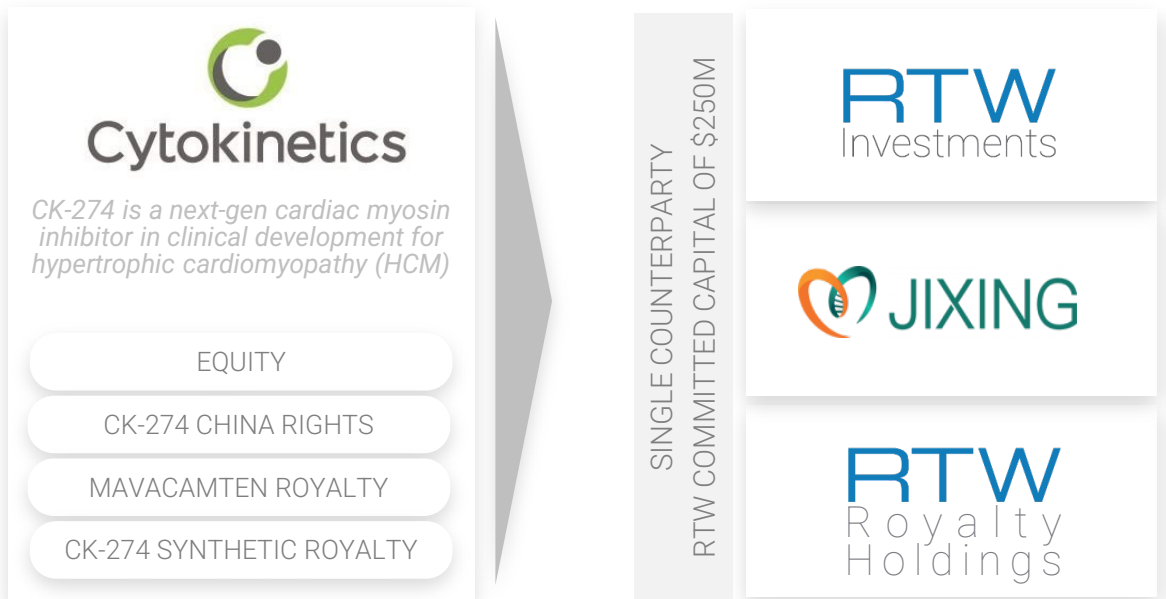 Cytokinetics
CK-274 is a next-gen cardiac myosin
inhibitor in clinical development for
hypertrophic cardiomyopathy (HCM)
EQUITY
CK-274 CHINA RIGHTS
MAVACAMTEN ROYALTY
CK-274 SYNTHETIC ROYALTY
SINGLE COUNTERPARTY
RTW COMMITTED CAPITAL OF $250M
RTW
Investments
JIXING
RTW
Royalty
Holdings